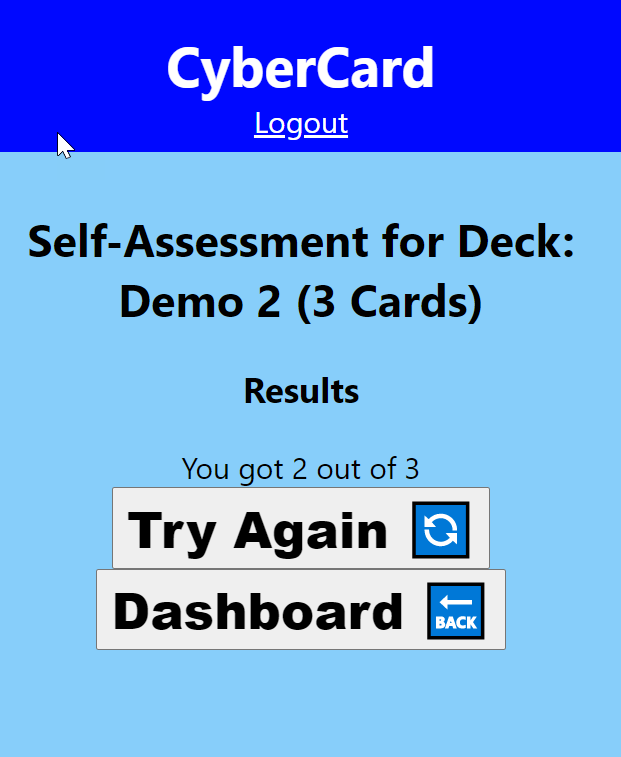 CyberCard
Logout
Self-Assessment for Deck:
Demo 2 (3 Cards)
Results
You got 2 out of 3
Try Again
Dashboard BACK